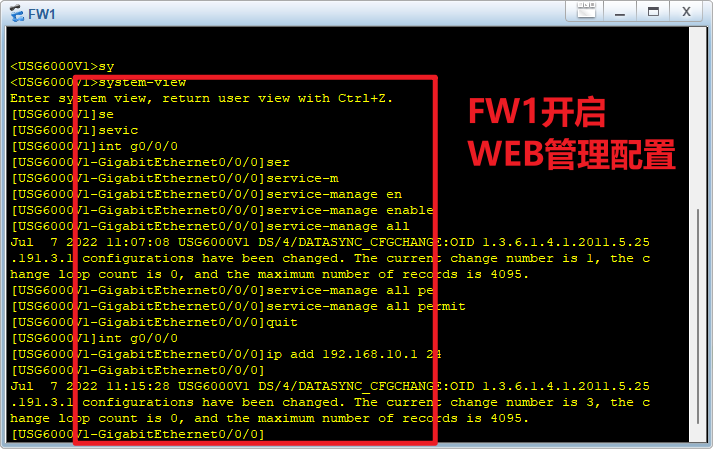 FW1
<USG6000V1>sy
<USG6000V1>system-view
Enter system view, return user view with Ctrl+Z.
[USG6000V1]se
[USG6000V1]sevic
[USG6000V1]int g0/0/0
[USG6000V1-GigabitEthernet0/0/0]ser
[USG6000V1-GigabitEthernet0/0/0]service-m
[USG6000V1-GigabitEthernet0/0/0]service-manage en
[USG6000V1-GigabitEthernet0/0/0]service-manage enable
[USG6000V1-GigabitEthernet0/0/0]service-manage all
Jul  7 2022 11:07:08 USG6000V1 DS/4/DATASYNC_CFGCHANGE:OID 1.3.6.1.4.1.2011.5.25
.191.3.1 configurations have been changed. The current change number is 1, the c
hange loop count is 0, and the maximum number of records is 4095.
[USG6000V1-GigabitEthernet0/0/0]service-manage all pe
[USG6000V1-GigabitEthernet0/0/0]service-manage all permit
[USG6000V1-GigabitEthernet0/0/0]quit
[USG6000V1]int g0/0/0
[USG6000V1-GigabitEthernet0/0/0]ip add 192.168.10.1 24
[USG6000V1-GigabitEthernet0/0/0]
Jul  7 2022 11:15:28 USG6000V1 DS/4/DATASYNC_CFGCHANGE:OID 1.3.6.1.4.1.2011.5.25
.191.3.1 configurations have been changed. The current change number is 3, the c
hange loop count is 0, and the maximum number of records is 4095.
[USG6000V1-GigabitEthernet0/0/0]
FW1开启
WEB管理配置